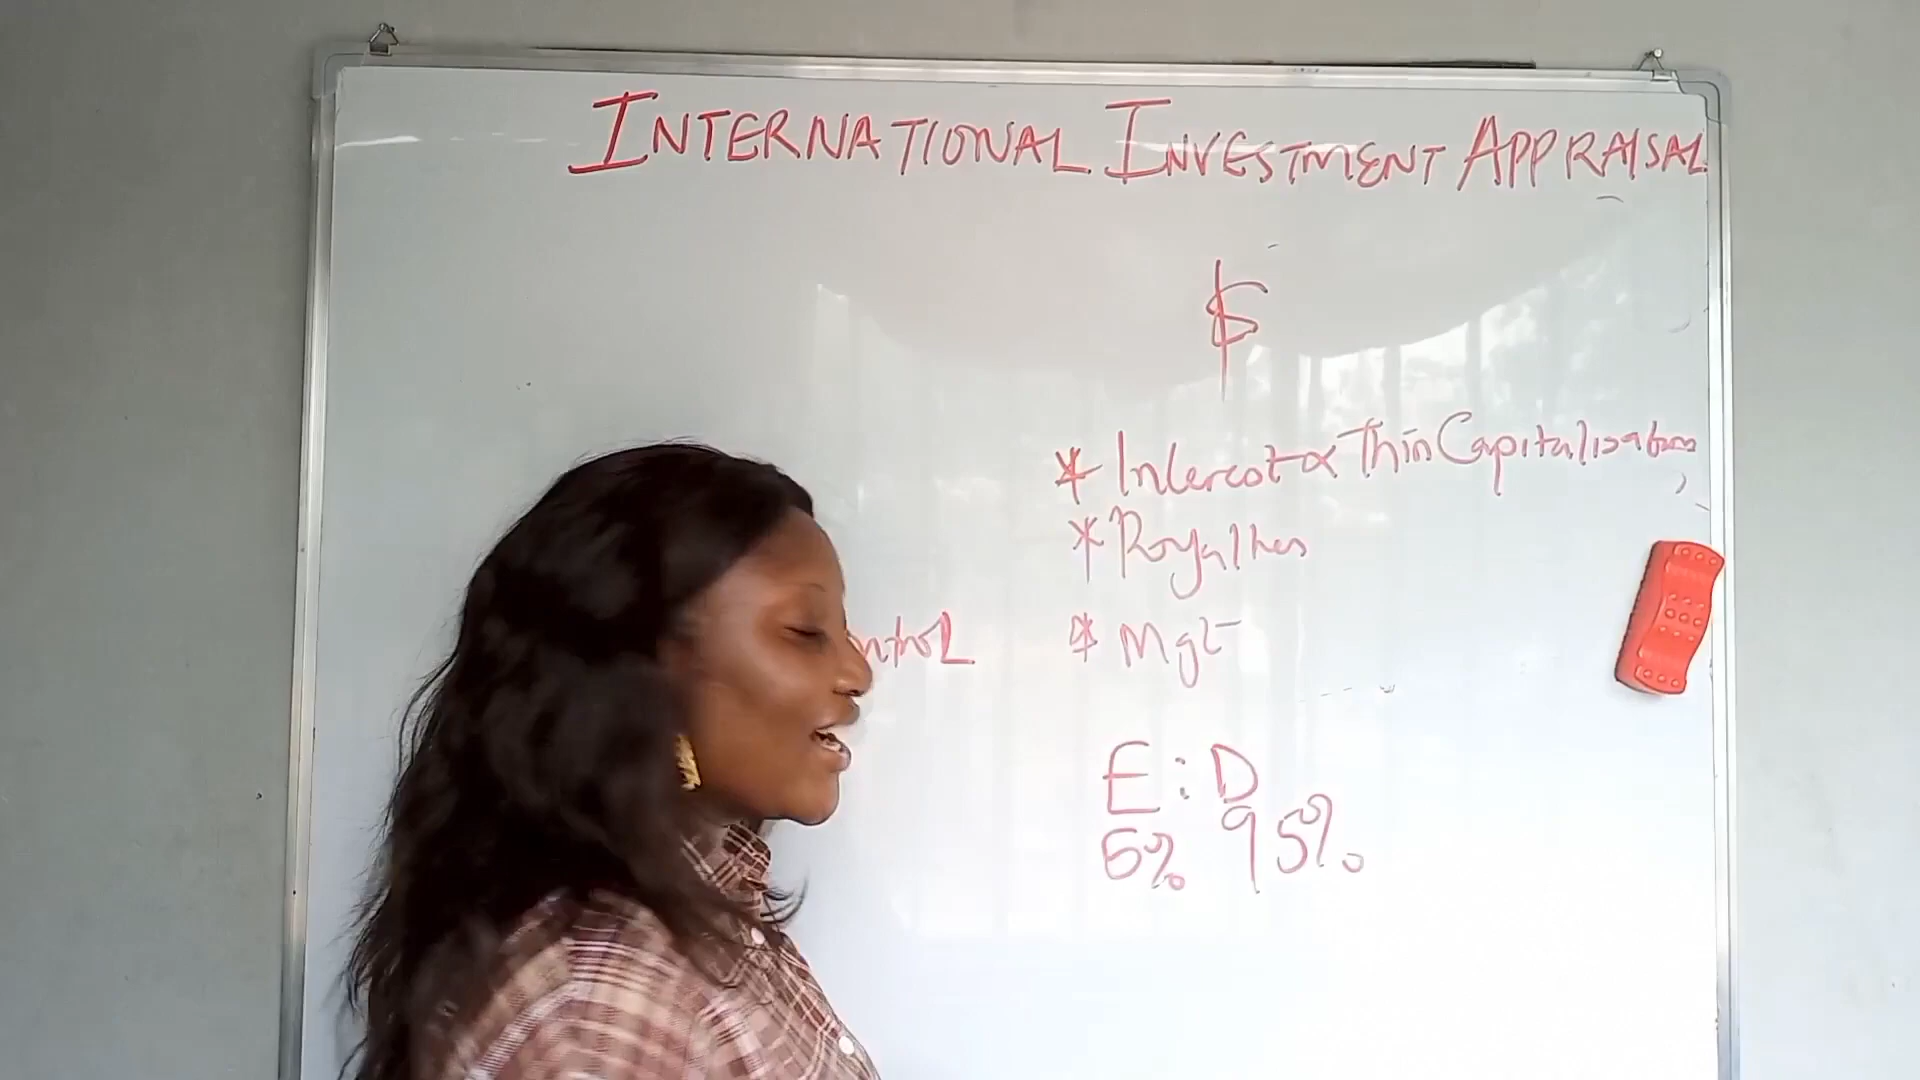 INTERNATIONAL INVESTMENT APPRAISAL
$
* Interest & Thin Capitalisation
* Royalties
ntrol
* Mgt
E : D
5% 95%